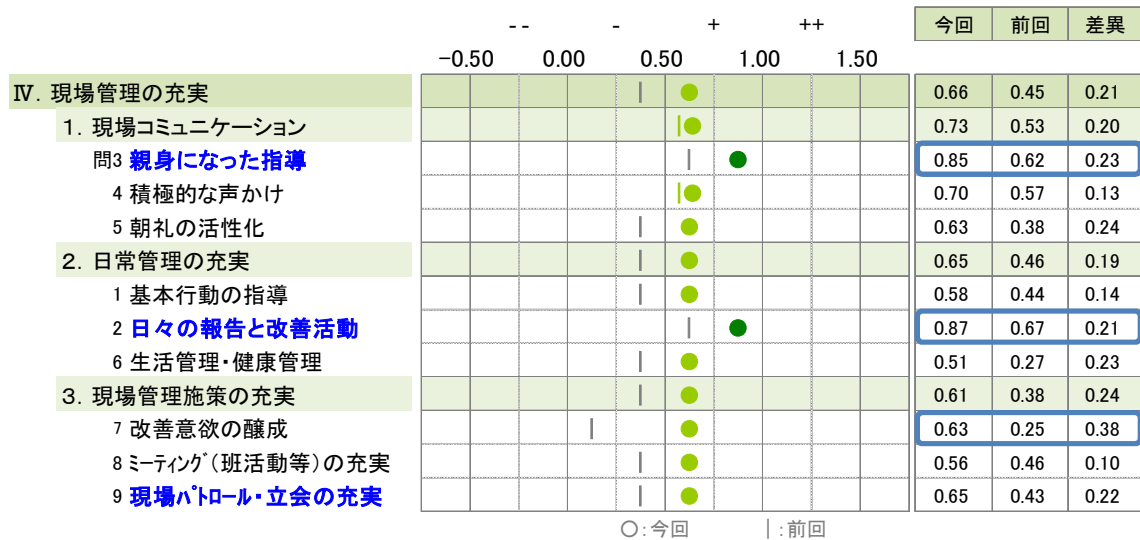 -- - + ++ 今回 前回 差異
-0.50 0.00 0.50 1.00 1.50
Ⅳ. 現場管理の充実 0.66 0.45 0.21
1. 現場コミュニケーション 0.73 0.53 0.20
問3 親身になった指導 0.85 0.62 0.23
4 積極的な声かけ 0.70 0.57 0.13
5 朝礼の活性化 0.63 0.38 0.24
2. 日常管理の充実 0.65 0.46 0.19
1 基本行動の指導 0.58 0.44 0.14
2 日々の報告と改善活動 0.87 0.67 0.21
6 生活管理・健康管理 0.51 0.27 0.23
3. 現場管理施策の充実 0.61 0.38 0.24
7 改善意欲の醸成 0.63 0.25 0.38
8 ﾐｰﾃｨﾝｸﾞ(班活動等)の充実 0.56 0.46 0.10
9 現場ﾊﾟﾄﾛｰﾙ・立会の充実 0.65 0.43 0.22
○:今回 |:前回